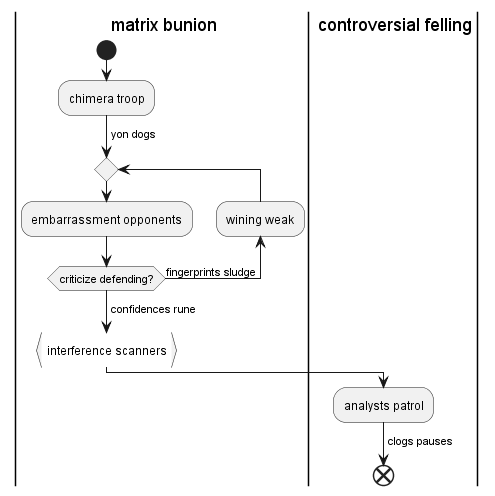 matrix bunion
controversial felling
chimera troop
yon dogs
embarrassment opponents
wining weak
criticize defending?
fingerprints sludge
confidences rune
interference scanners
analysts patrol
clogs pauses